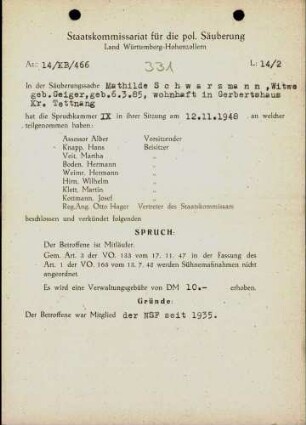 Staatskommissariat für die pol. Säuberung
Land Württemberg-Hohenzollern
Az: 14/KB/466
331
L: 14/2
In der Säuberungssache Mathilde Schwarzmann, Witwe
geb. Geiger, geb. 6.3.85, wohnhaft in Gerbertshaus
Kr. Tettnang
hat die Spruchkammer IX in ihrer Sitzung am 12.11.1948 an welcher
teilgenommen haben:
Assessor Alber Vorsitzender
Knapp, Hans Beisitzer
Veit, Martha "
Boden, Hermann "
Weine, Hermann "
Hirn, Wilhelm "
Klett, Martin "
Kottmann, Josef "
Reg.Ang. Otto Hager Vertreter des Staatskommissars
beschlossen und verkündet folgenden
SPRUCH:
Der Betroffene ist Mitläufer.
Gem. Art. 3 der VO. 133 vom 17. 11. 47 in der Fassung des
Art. 1 der VO. 168 vom 13. 7. 48 werden Sühnemaßnahmen nicht
angeordnet
Es wird eine Verwaltungsgebühr von DM 10.- erhoben.
Gründe:
Der Betroffene war Mitglied der NSF seit 1935.